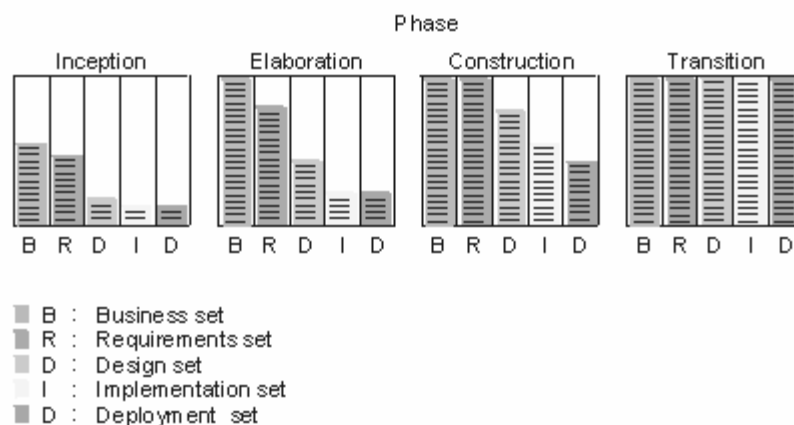 Phase
Inception Elaboration Construction Transition
B R D I D B R D I D B R D I D B R D I D
B : Business set
R : Requirements set
D : Design set
I : Implementation set
D : Deployment set